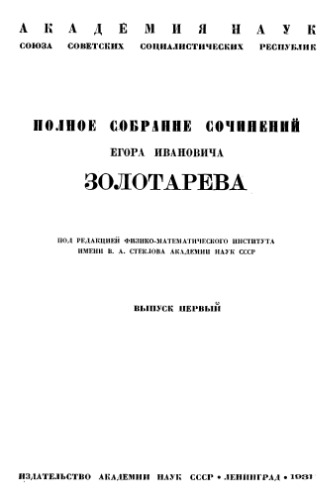 АКАДЕМИЯ НАУК
СОЮЗА СОВЕТСКИХ СОЦИАЛИСТИЧЕСКИХ РЕСПУБЛИК
ПОЛНОЕ СОБРАНИЕ СОЧИНЕНИЙ
ЕГОРА ИВАНОВИЧА
ЗОЛОТАРЕВА
ПОД РЕДАКЦИЕЙ ФИЗИКО-МАТЕМАТИЧЕСКОГО ИНСТИТУТА
ИМЕНИ В. А. СТЕКЛОВА АКАДЕМИИ НАУК СССР
ВЫПУСК ПЕРВЫЙ
ИЗДАТЕЛЬСТВО АКАДЕМИИ НАУК СССР • ЛЕНИНГРАД • 1931